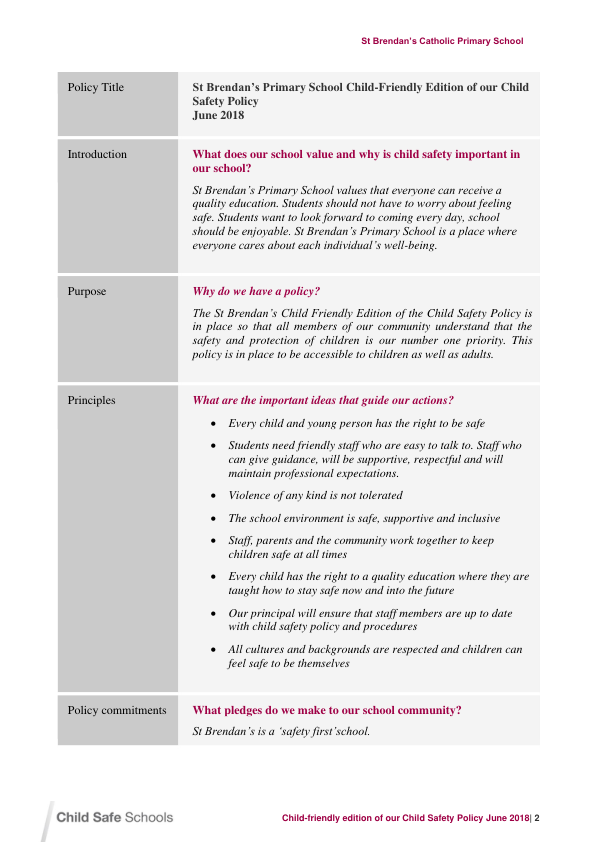 St Brendan's Catholic Primary School
Policy Title
St Brendan's Primary School Child-Friendly Edition of our Child
Safety Policy
June 2018
Introduction
What does our school value and why is child safety important in
our school?
St Brendan's Primary School values that everyone can receive a
quality education. Students should not have to worry about feeling
safe. Students want to look forward to coming every day, school
should be enjoyable. St Brendan's Primary School is a place where
everyone cares about each individual's well-being.
Purpose
Why do we have a policy?
The St Brendan's Child Friendly Edition of the Child Safety Policy is
in place so that all members of our community understand that the
safety and protection of children is our number one priority. This
policy is in place to be accessible to children as well as adults.
Principles
What are the important ideas that guide our actions?
• Every child and young person has the right to be safe
• Students need friendly staff who are easy to talk to. Staff who
can give guidance, will be supportive, respectful and will
maintain professional expectations.
• Violence of any kind is not tolerated
• The school environment is safe, supportive and inclusive
• Staff, parents and the community work together to keep
children safe at all times
• Every child has the right to a quality education where they are
taught how to stay safe now and into the future
• Our principal will ensure that staff members are up to date
with child safety policy and procedures
• All cultures and backgrounds are respected and children can
feel safe to be themselves
Policy commitments
What pledges do we make to our school community?
St Brendan's is a 'safety first'school.
Child Safe Schools
Child-friendly edition of our Child Safety Policy June 2018| 2